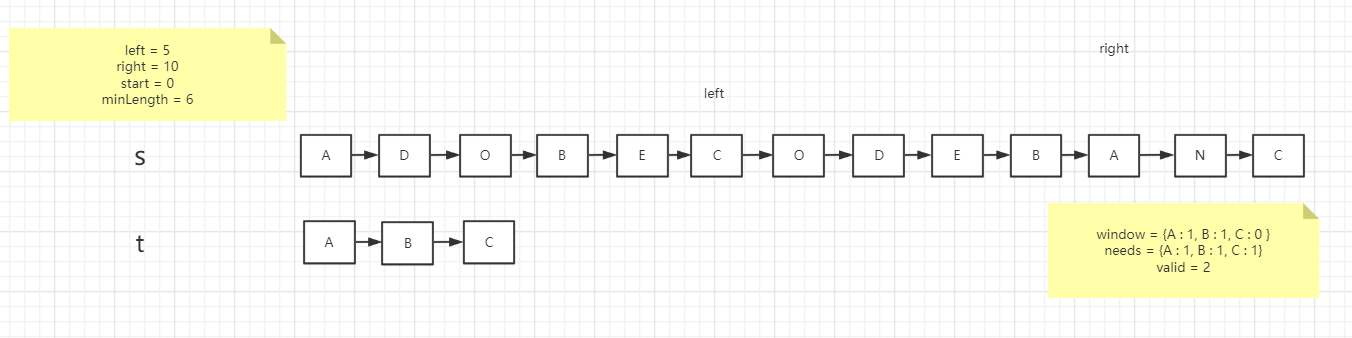 left = 5
right = 10
start = 0
minLength = 6
right
left
s
A D O B E C O D E B A N C
t
A B C
window = {A : 1, B : 1, C : 0 }
needs = {A : 1, B : 1, C : 1}
valid = 2